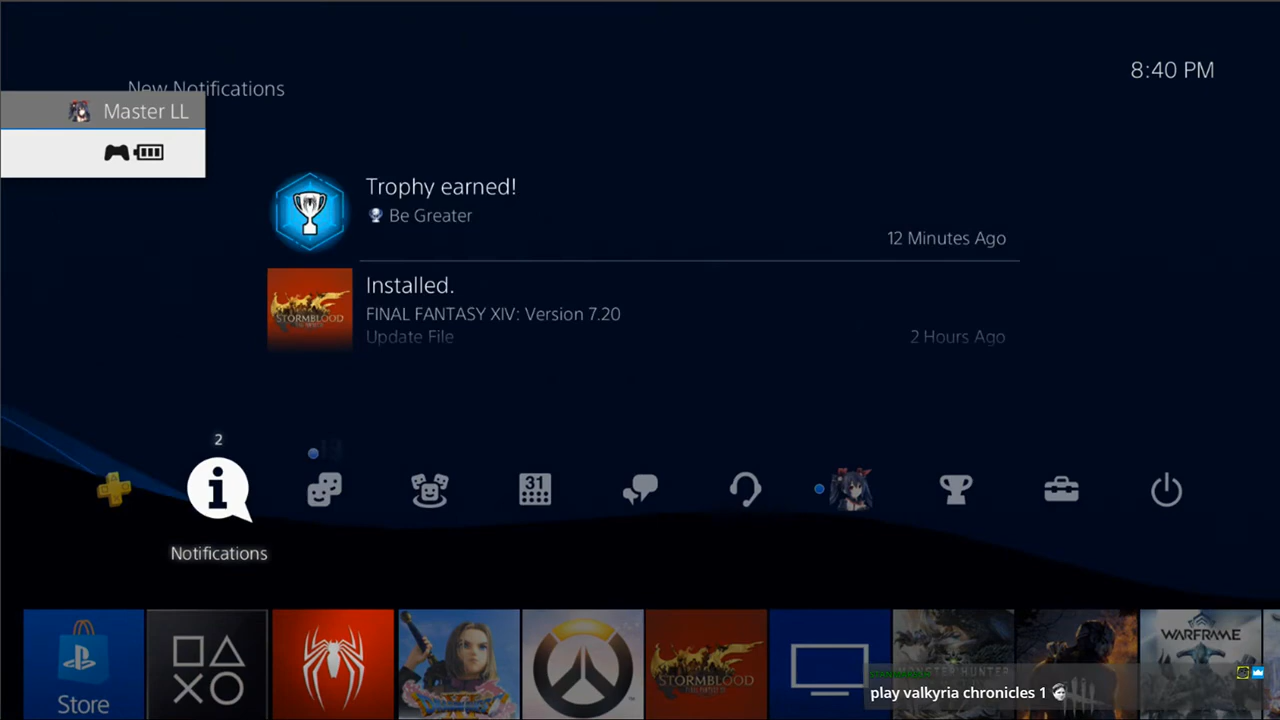 8:40 PM
New Notifications
Master LL
Trophy earned!
Be Greater
12 Minutes Ago
Installed.
STORMBLOOD
FINAL FANTASY XIV: Version 7.20
Update File
2 Hours Ago
2
31
Notifications
Store
STORMBLOOD
MONSTER HUNTER
WARFRAME
play valkyria chronicles 1